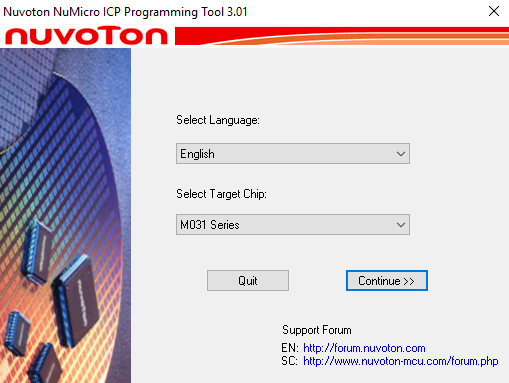 Nuvoton NuMicro ICP Programming Tool 3.01
nuvoTon
Select Language:
English
Select Target Chip:
M031 Series
Quit
Continue >>
Support Forum
EN: http://forum.nuvoton.com
SC: http://www.nuvoton-mcu.com/forum.php